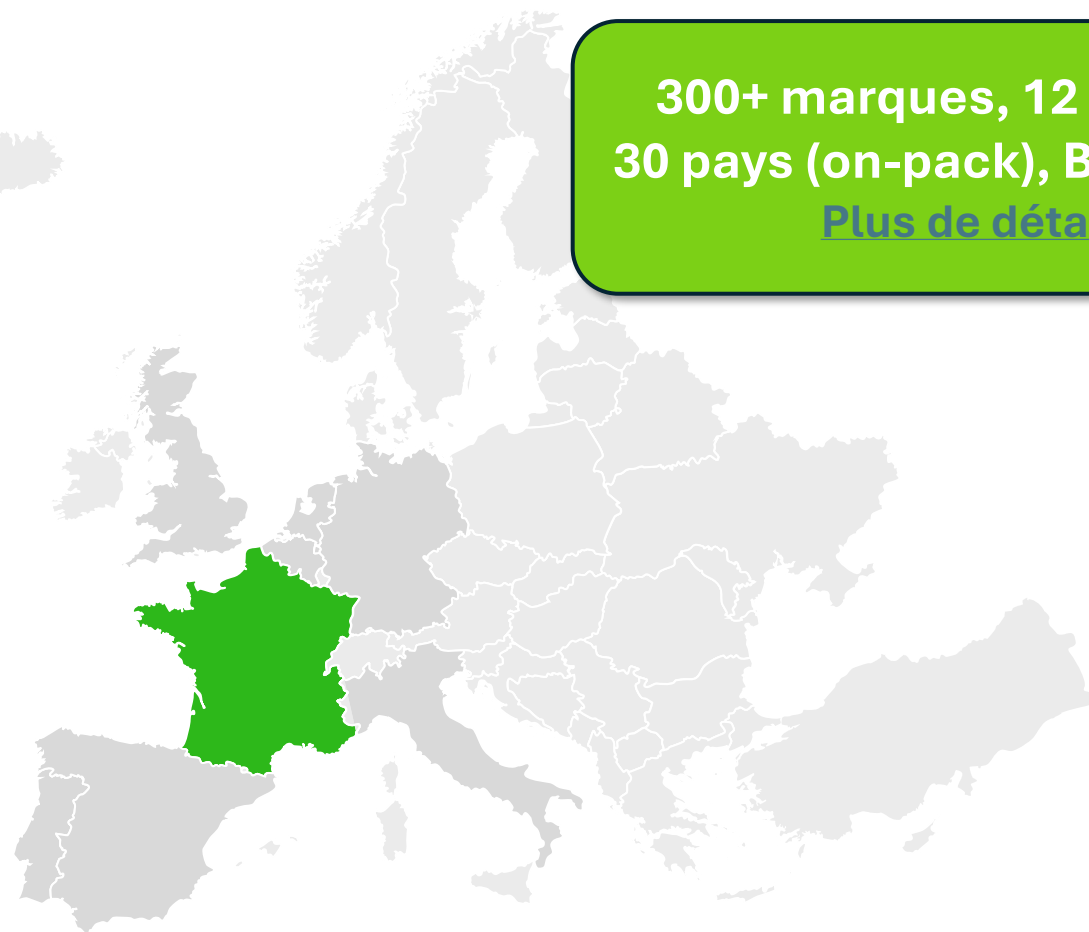 300+ marques, 12
30 pays (on-pack), B
Plus de déta